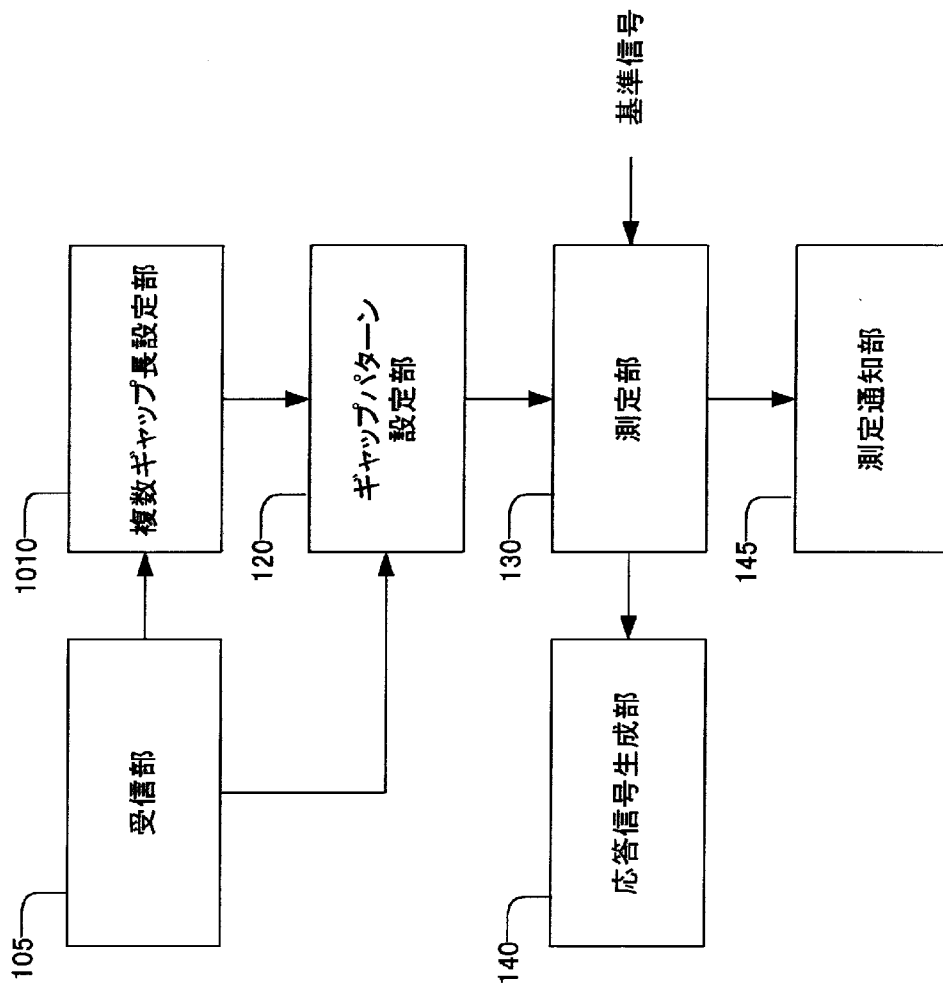 105
受信部
1010
複数ギャップ長設定部
120
ギャップパターン
設定部
140
応答信号生成部
130
測定部
基準信号
145
測定通知部